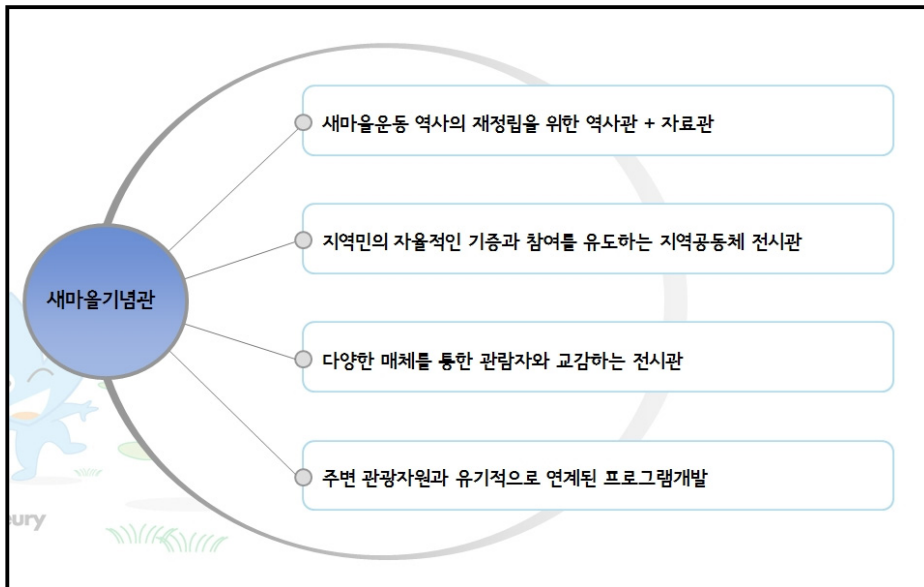 새마을운동 역사의 재정립을 위한 역사관 + 자료관
지역민의 자율적인 기증과 참여를 유도하는 지역공동체 전시관
새마을기념관
다양한 매체를 통한 관람자와 교감하는 전시관
주변 관광자원과 유기적으로 연계된 프로그램개발
eury